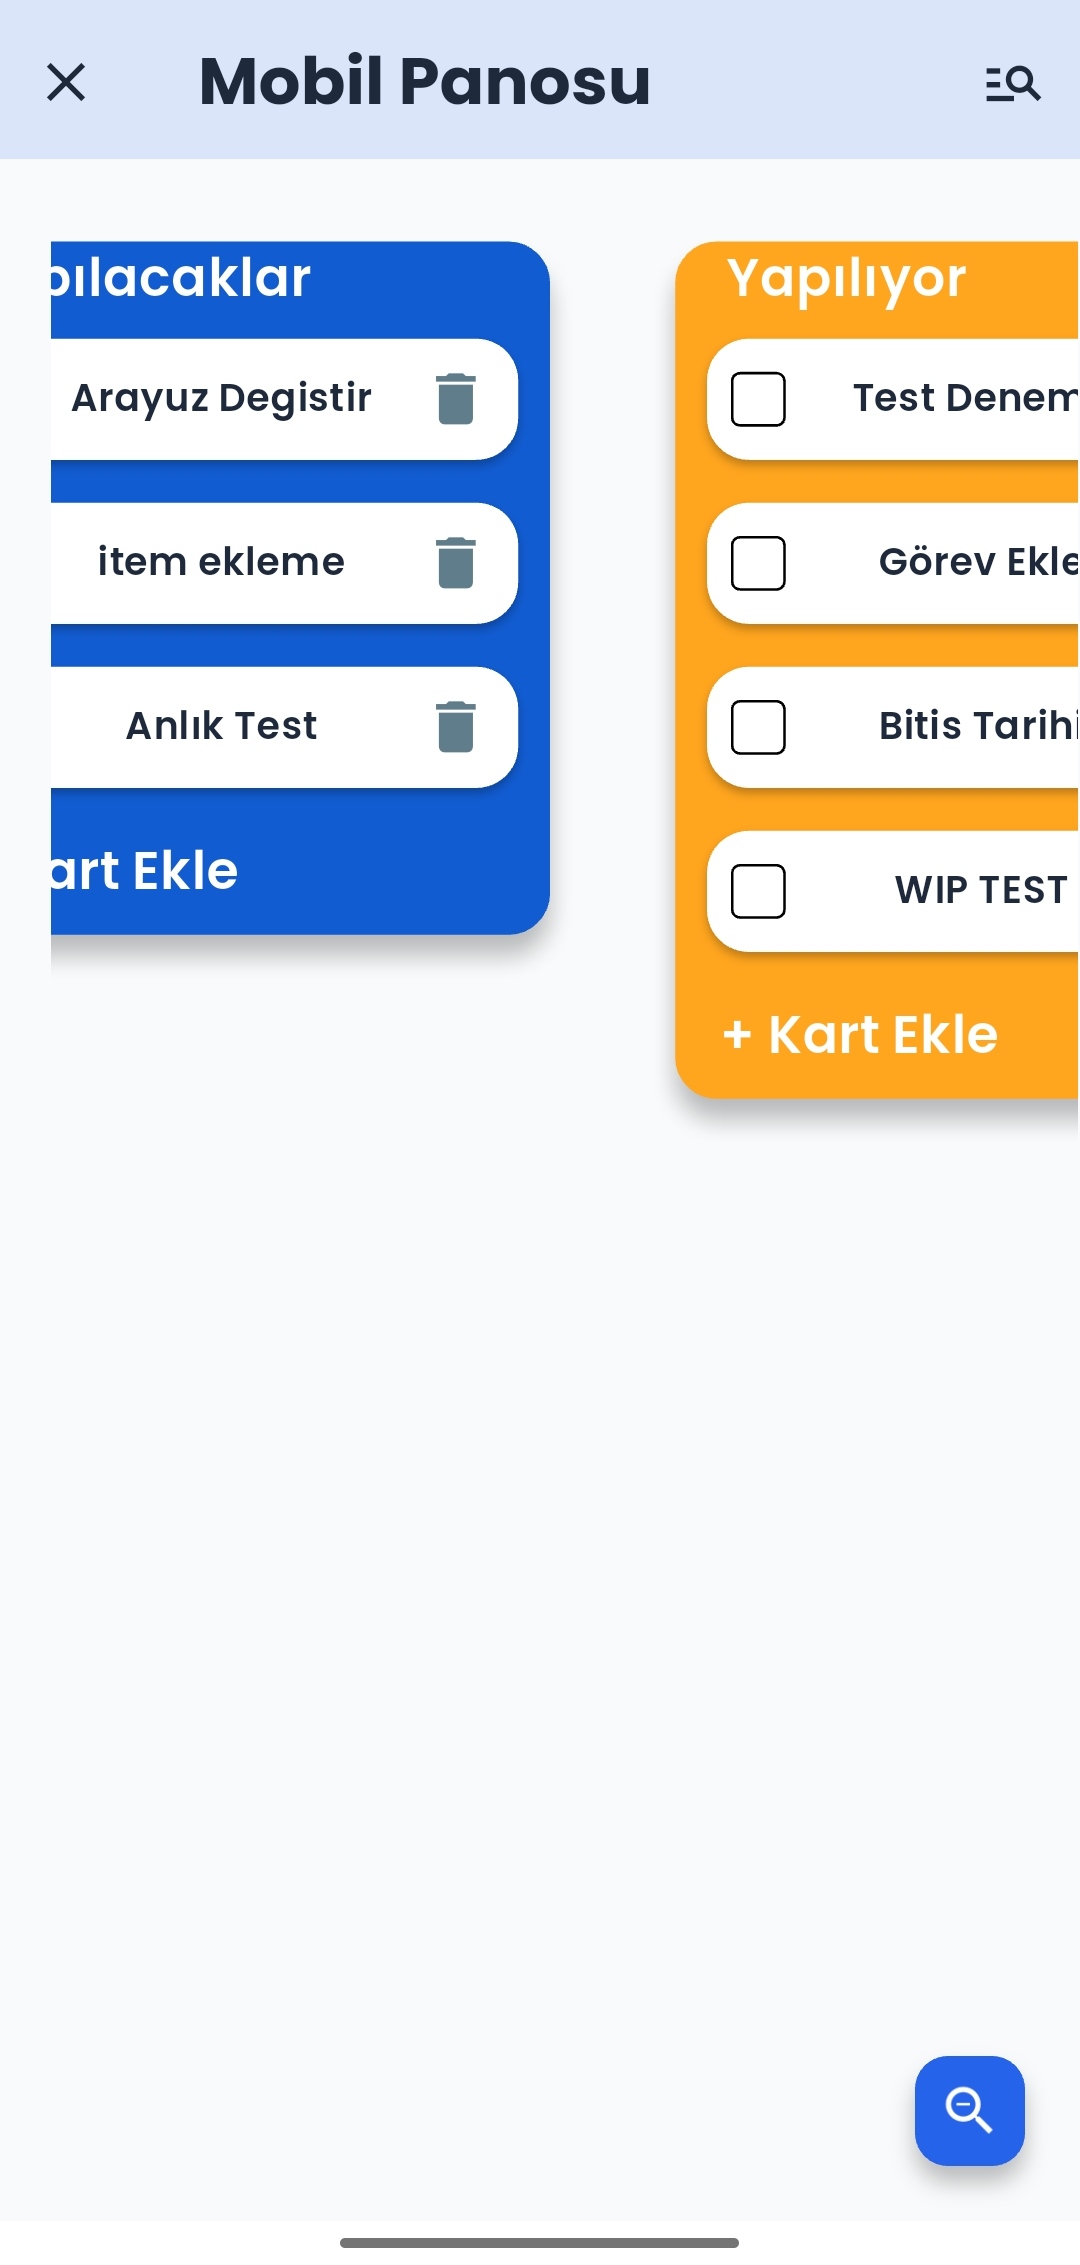 Mobil Panosu
pılacaklar
Arayuz Degistir
item ekleme
Anlık Test
art Ekle
Yapılıyor
Test Denem
Görev Ekle
Bitis Tarihi
WIP TEST
+ Kart Ekle